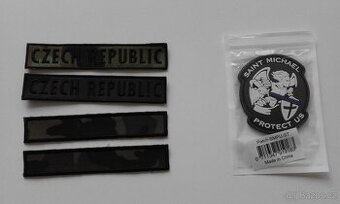 CZECH REPUBLIC
CZECH REPUBLIC
SAINT MICHAEL
PROTECT US
Made in China